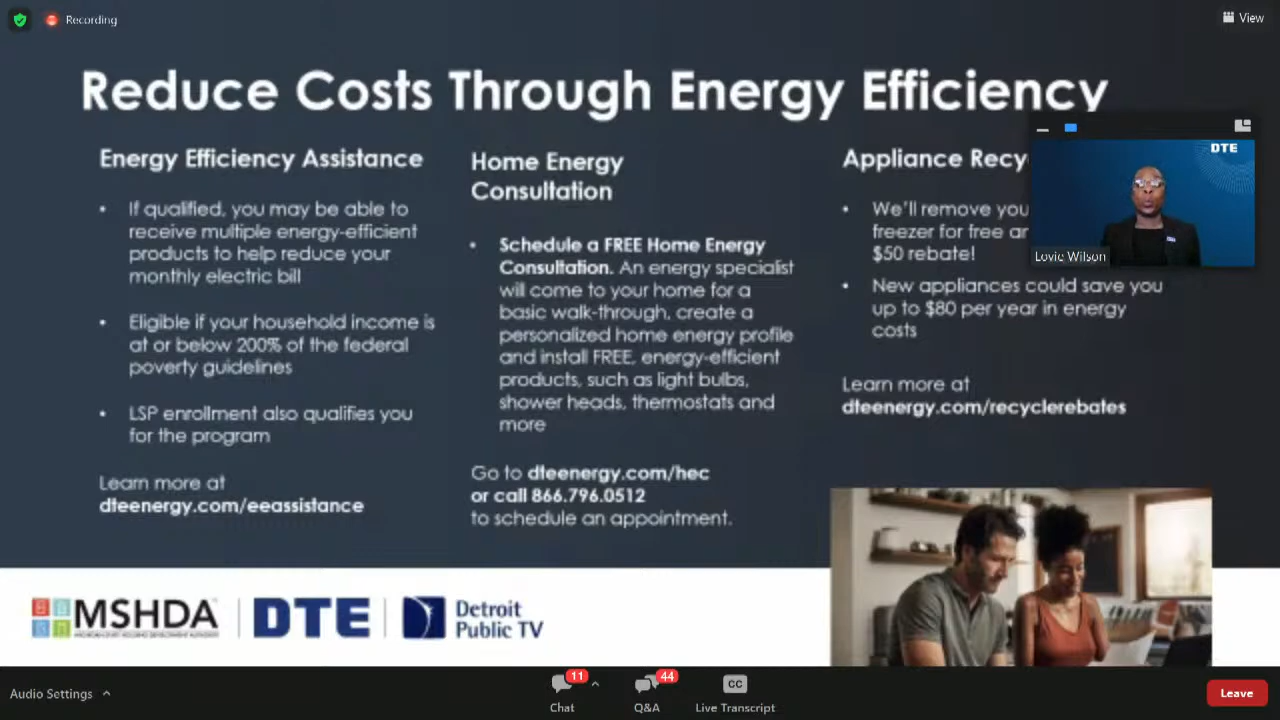 Recording
View
Reduce Costs Through Energy Efficiency
Energy Efficiency Assistance
• If qualified, you may be able to
receive multiple energy-efficient
products to help reduce your
monthly electric bill
• Eligible if your household income is
at or below 200% of the federal
poverty guidelines
• LSP enrollment also qualifies you
for the program
Learn more at
dteenergy.com/eeassistance
Home Energy
Consultation
• Schedule a FREE Home Energy
Consultation. An energy specialist
will come to your home for a
basic walk-through, create a
personalized home energy profile
and install FREE, energy-efficient
products, such as light bulbs,
shower heads, thermostats and
more
Go to dteenergy.com/hec
or call 866.796.0512
to schedule an appointment.
Appliance Recy
• We'll remove you
freezer for free an
$50 rebate!
• New appliances could save you
up to $80 per year in energy
costs
Learn more at
dteenergy.com/recyclerebates
DTE
Lovie Wilson
MSHDA
DTE
Detroit
Public TV
Audio Settings
11
Chat
44
Q&A
CC
Live Transcript
Leave